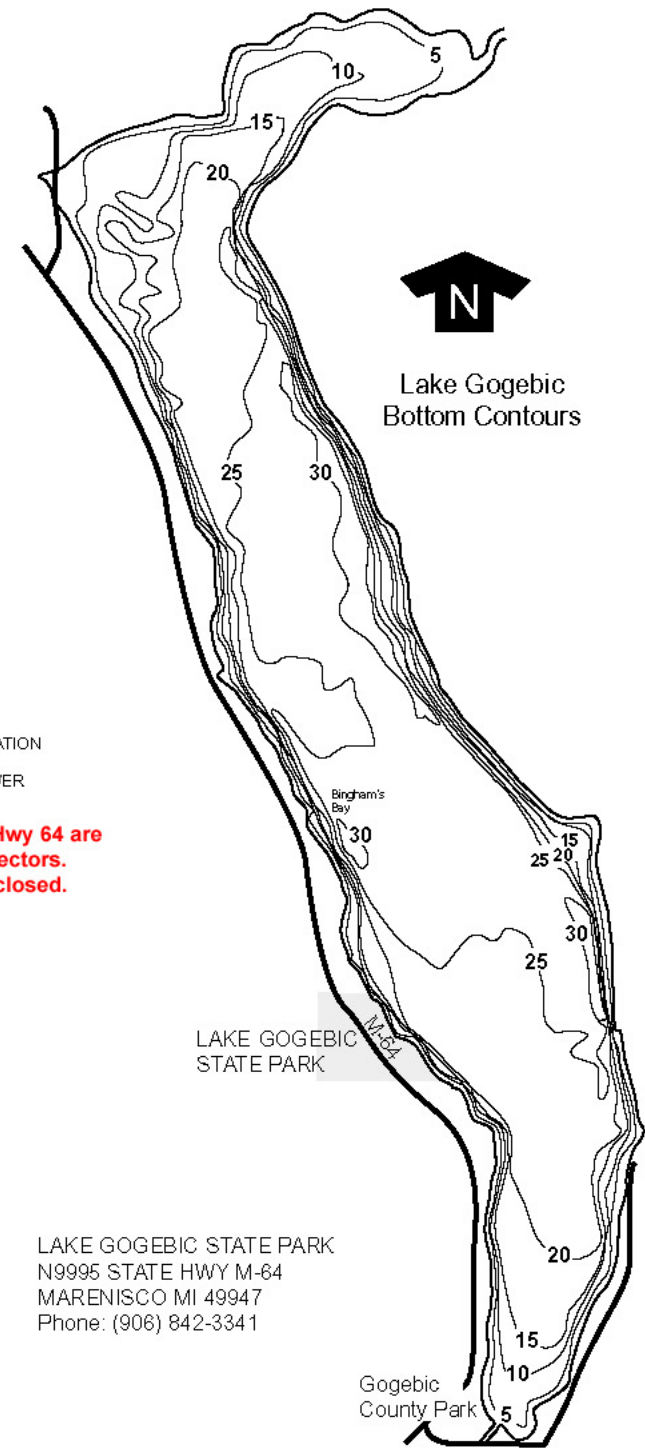 5
10
15
20
N
Lake Gogebic
Bottom Contours
25
30
ATION
Bingham's
Bay
Hwy 64 are
ectors.
closed.
30
15
25 20
30
25
LAKE GOGEBIC
STATE PARK
M-64
LAKE GOGEBIC STATE PARK
N9995 STATE HWY M-64
MARENISCO MI 49947
Phone: (906) 842-3341
20
15
10
Gogebic
County Park
5